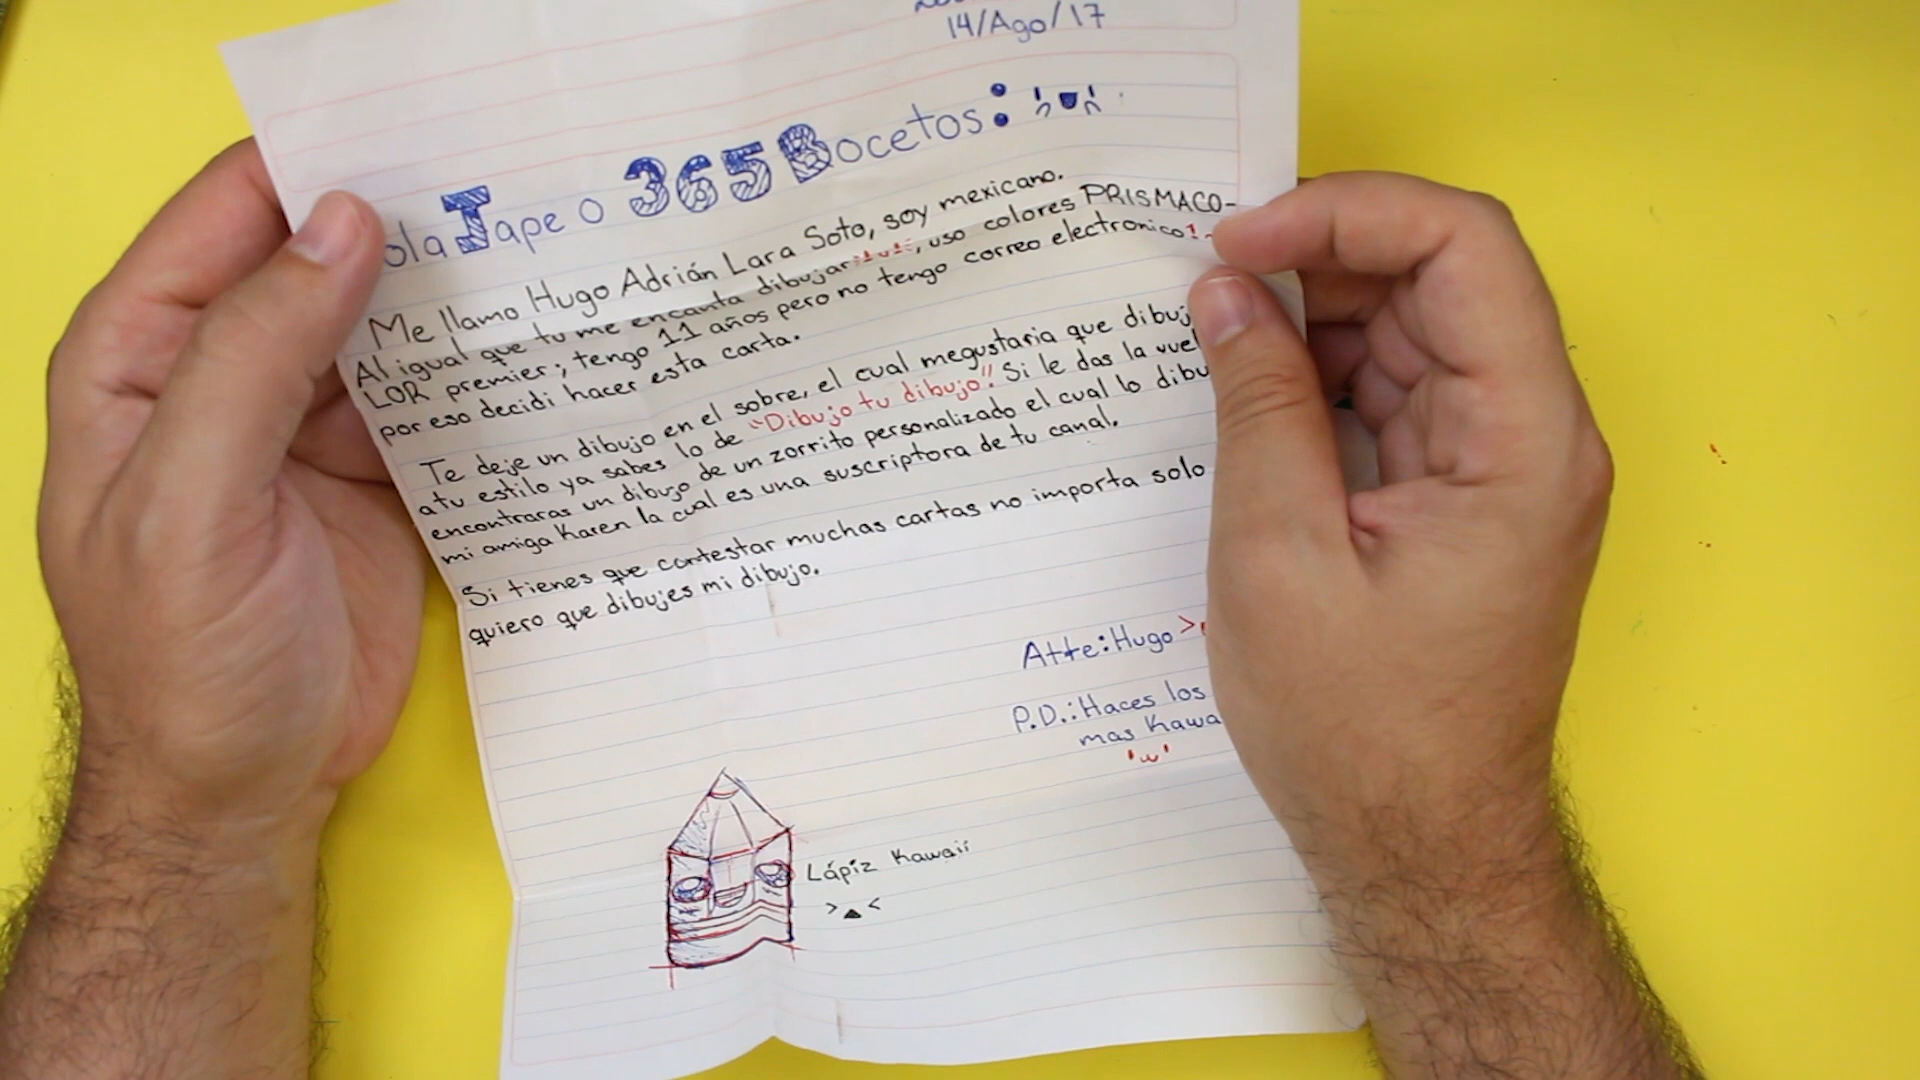 14/Ago/17
ola Tape o 365 Bocetos:
Me llamo Hugo Adrián Lara Soto, soy mexicano.
Al igual que tu me encanta dibujar, uso colores PRISMACO-
LOR premier; tengo 11 años pero no tengo correo electronico
por eso decidi hacer esta carta.
Te deje un dibujo en el sobre, el cual megustaria que dibuj
a tu estilo ya sabes lo de "Dibujo tu dibujo"! Si le das la vuel
encontraras un dibujo de un zorrito personalizado el cual lo dibu
mi amiga Karen la cual es una suscriptora de tu canal.
Si tienes que contestar muchas cartas no importa solo
quiero que dibujes mi dibujo.
Atte:Hugo >
P.D.:Haces los
mas Kawa
'w'
Lápiz Kawaii
>▲<